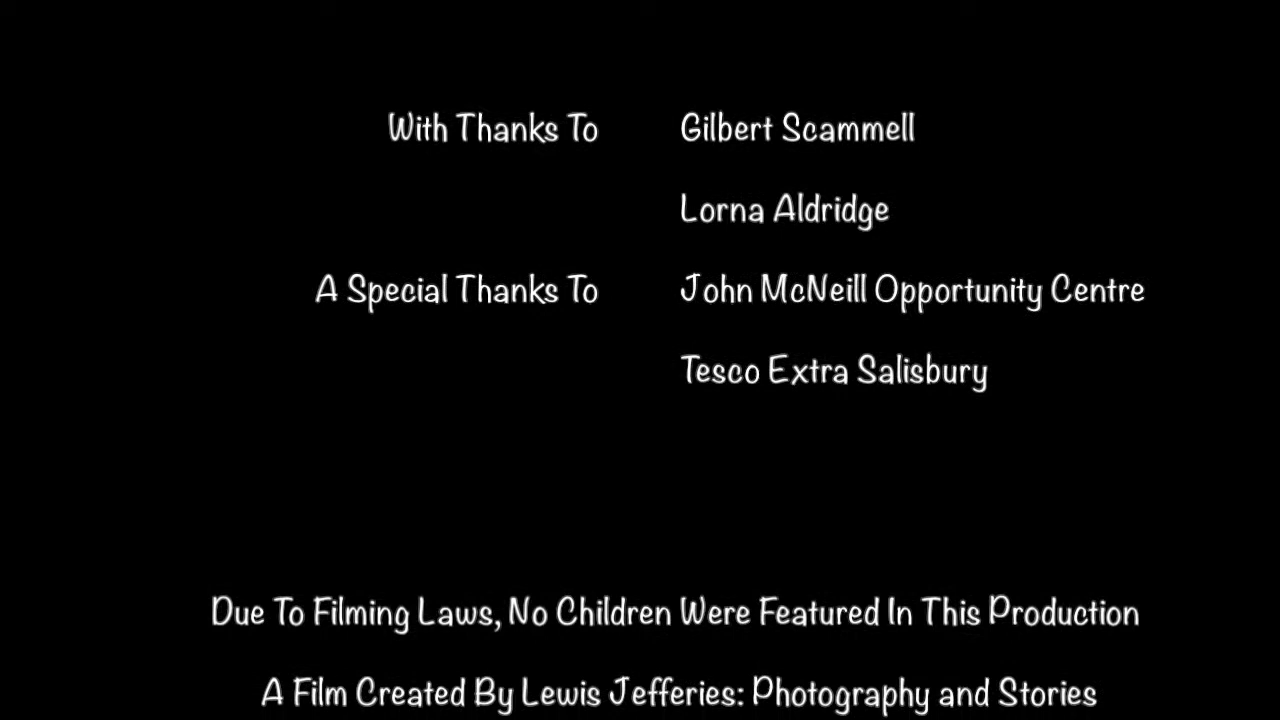 With Thanks To Gilbert Scammell
Lorna Aldridge
A Special Thanks To John McNeill Opportunity Centre
Tesco Extra Salisbury
Due To Filming Laws, No Children Were Featured In This Production
A Film Created By Lewis Jefferies: Photography and Stories